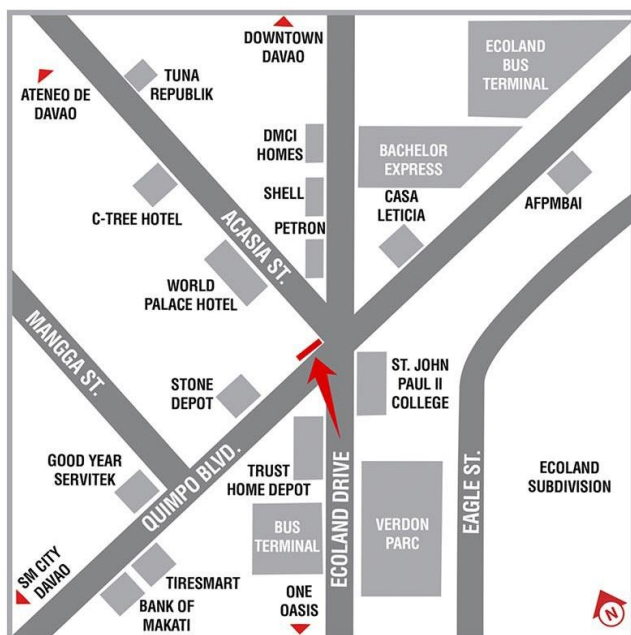 DOWNTOWN
DAVAO
ECOLAND
BUS
TERMINAL
TUNA
REPUBLIK
ATENEO DE
DAVAO
DMCI
HOMES
BACHELOR
EXPRESS
SHELL
CASA
LETICIA
AFPMBAI
C-TREE HOTEL
PETRON
ACASIA ST.
WORLD
PALACE HOTEL
MANGGA ST.
STONE
DEPOT
ST. JOHN
PAUL II
COLLEGE
QUIMPO BLVD.
GOOD YEAR
SERVITEK
TRUST
HOME DEPOT
ECOLAND DRIVE
EAGLE ST.
ECOLAND
SUBDIVISION
BUS
TERMINAL
VERDON
PARC
SM CITY
DAVAO
TIRESMART
BANK OF
MAKATI
ONE
OASIS
N